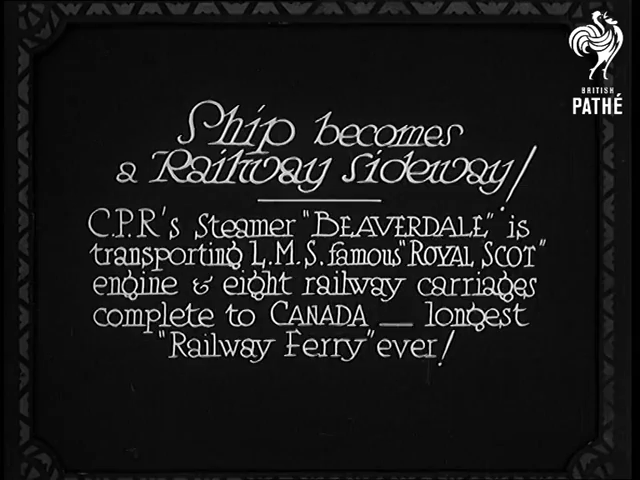 BRITISH
PATHÉ
Ship becomes
a Railway sideway!
C.P.R's Steamer "BEAVERDALE" is
transporting L.M.S. famous "ROYAL SCOT"
engine & eight railway carriages
complete to CANADA — longest
"Railway Ferry" ever!